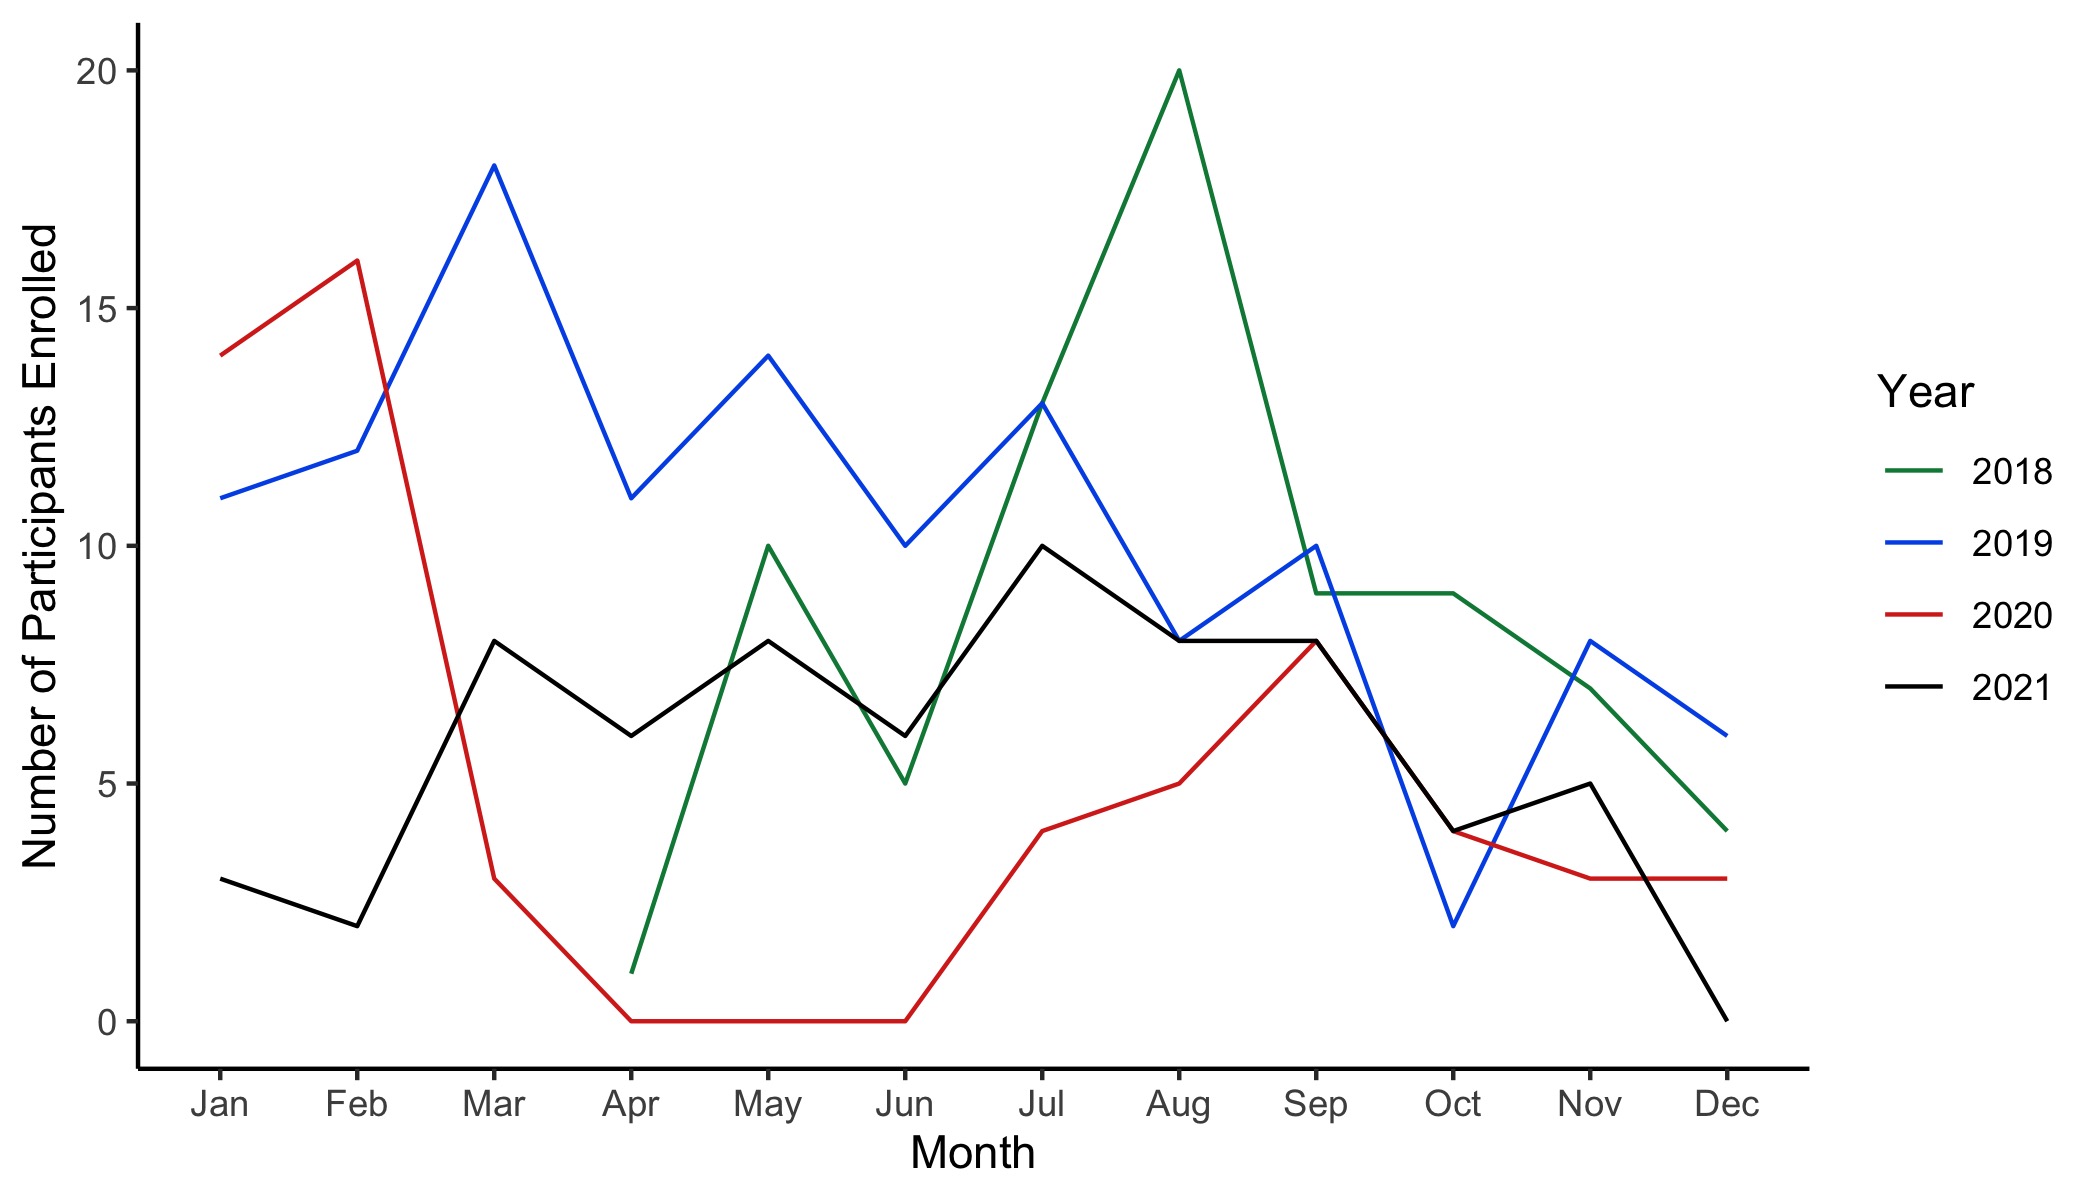 Number of Participants Enrolled
20
15
10
5
0
Jan Feb Mar Apr May Jun Jul Aug Sep Oct Nov Dec
Month
Year
2018
2019
2020
2021